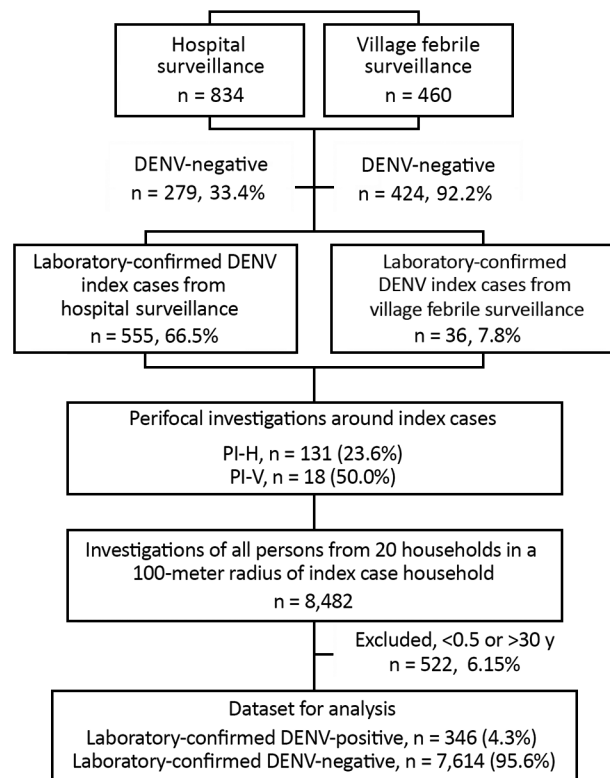 Hospital
surveillance
n = 834
Village febrile
surveillance
n = 460
DENV-negative
n = 279, 33.4%
DENV-negative
n = 424, 92.2%
Laboratory-confirmed DENV
index cases from
hospital surveillance
n = 555, 66.5%
Laboratory-confirmed
DENV index cases from
village febrile surveillance
n = 36, 7.8%
Perifocal investigations around index cases
PI-H, n = 131 (23.6%)
PI-V, n = 18 (50.0%)
Investigations of all persons from 20 households in a
100-meter radius of index case household
n = 8,482
Excluded, <0.5 or >30 y
n = 522, 6.15%
Dataset for analysis
Laboratory-confirmed DENV-positive, n = 346 (4.3%)
Laboratory-confirmed DENV-negative, n = 7,614 (95.6%)